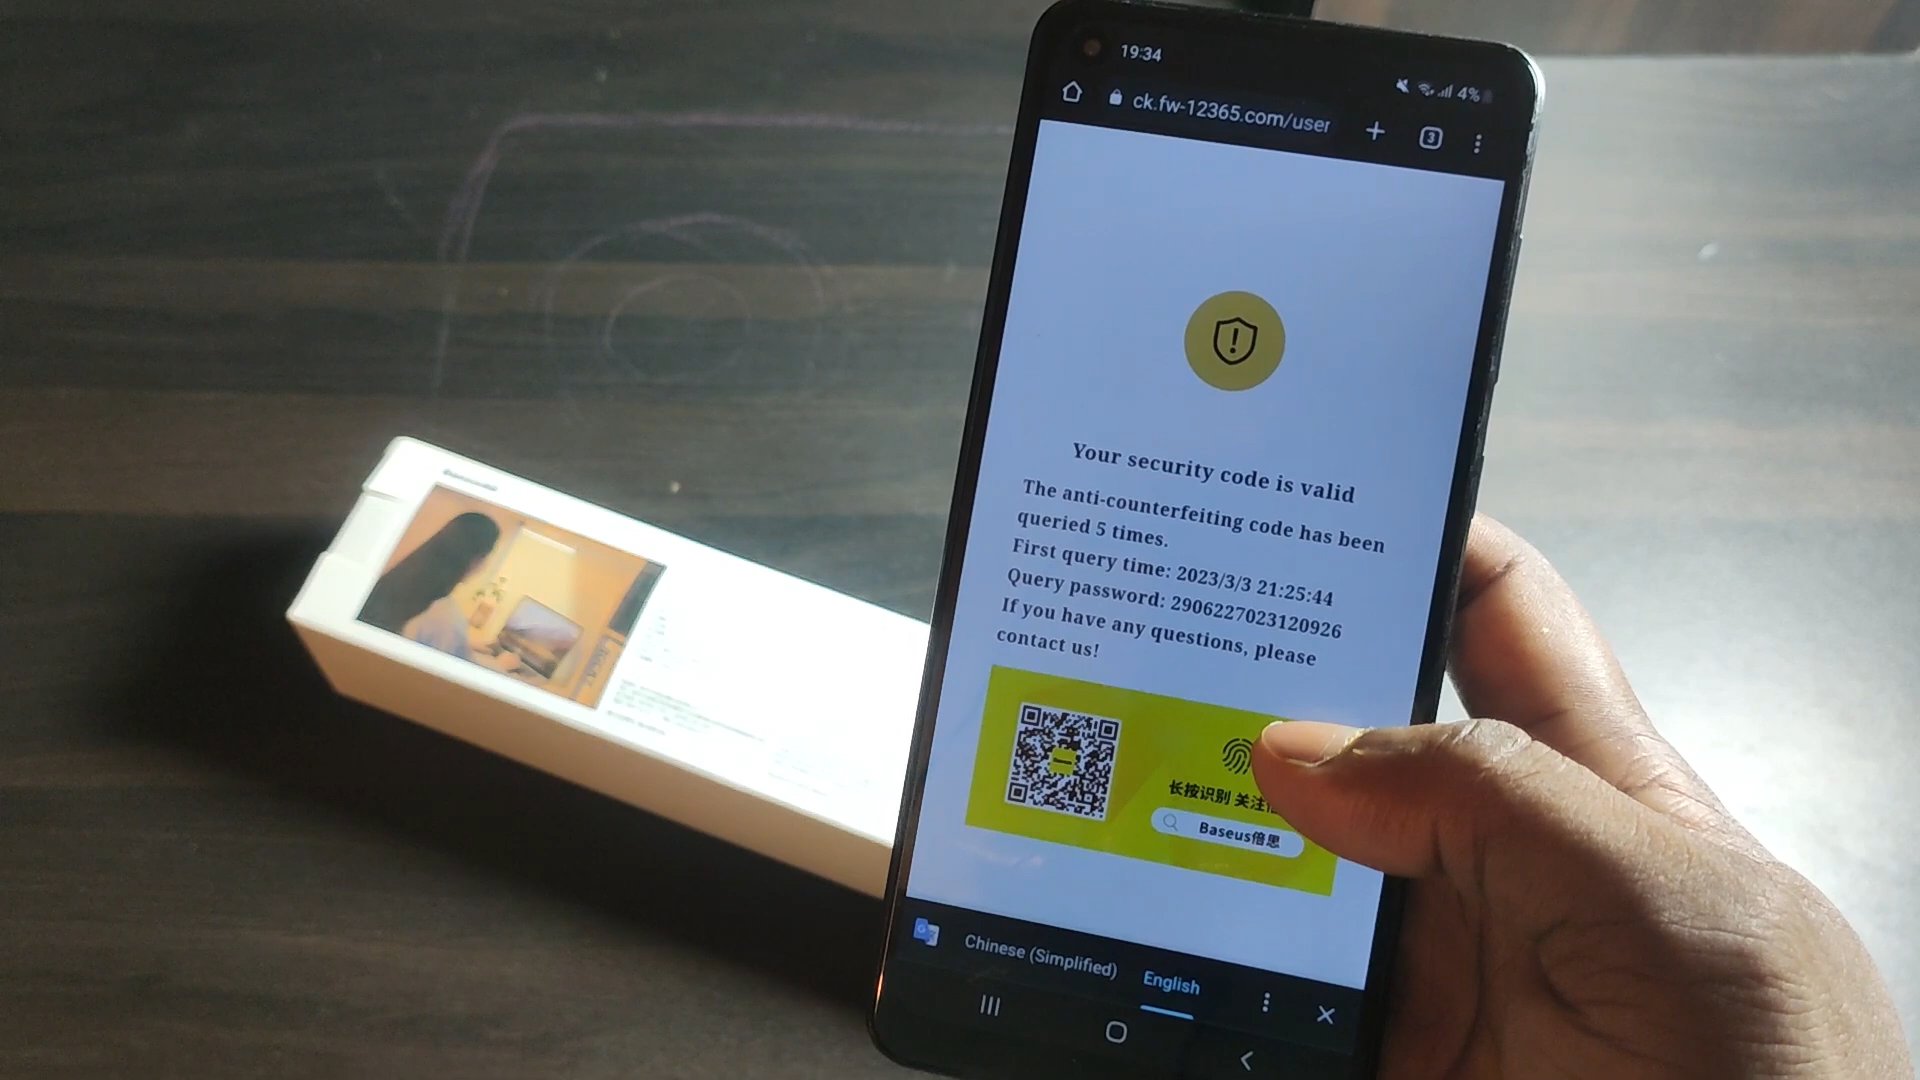 19:34
4%
ck.fw-12365.com/user
3
Your security code is valid
The anti-counterfeiting code has been
queried 5 times.
First query time: 2023/3/3 21:25:44
Query password: 2906227023120926
If you have any questions, please
contact us!
长按识别 关注
Baseus倍思
Chinese (Simplified)
English